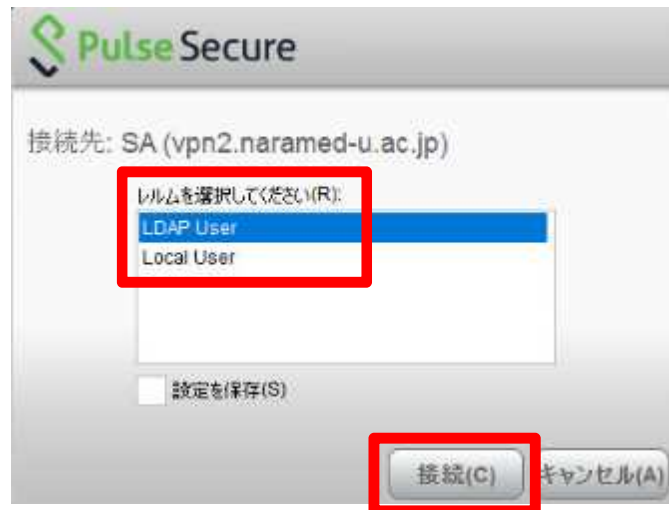 Pulse Secure
接続先: SA (vpn2.naramed-u.ac.jp)
レルムを選択してください(R):
LDAP User
Local User
設定を保存(S)
接続(C)
キャンセル(A)